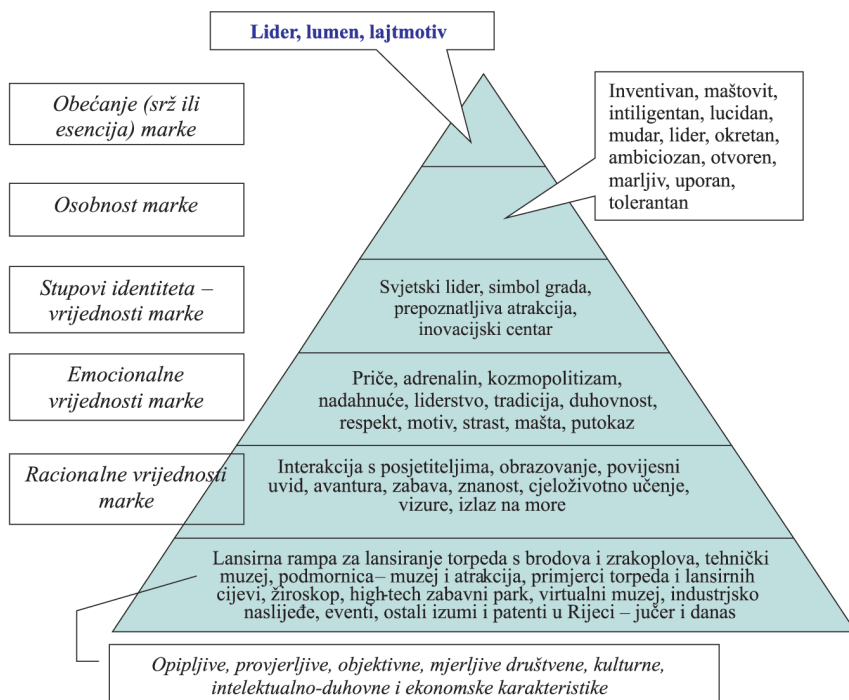 Lider, lumen, lajtmotiv
Obećanje (srž ili
esencija) marke
Inventivan, maštovit,
intiligentan, lucidan,
mudar, lider, okretan,
ambiciozan, otvoren,
marljiv, uporan,
tolerantan
Osobnost marke
Stupovi identiteta –
vrijednosti marke
Svjetski lider, simbol grada,
prepoznatljiva atrakcija,
inovacijski centar
Emocionalne
vrijednosti marke
Priče, adrenalin, kozmopolitizam,
nadahnuće, liderstvo, tradicija, duhovnost,
respekt, motiv, strast, mašta, putokaz
Racionalne vrijednosti
marke
Interakcija s posjetiteljima, obrazovanje, povijesni
uvid, avantura, zabava, znanost, cjeloživotno učenje,
vizure, izlaz na more
Lansirna rampa za lansiranje torpeda s brodova i zrakoplova, tehnički
muzej, podmornica– muzej i atrakcija, primjerci torpeda i lansirnih
cijevi, žiroskop, high-tech zabavni park, virtualni muzej, industrjsko
naslijeđe, eventi, ostali izumi i patenti u Rijeci – jučer i danas
Opipljive, provjerljive, objektivne, mjerljive društvene, kulturne,
intelektualno-duhovne i ekonomske karakteristike